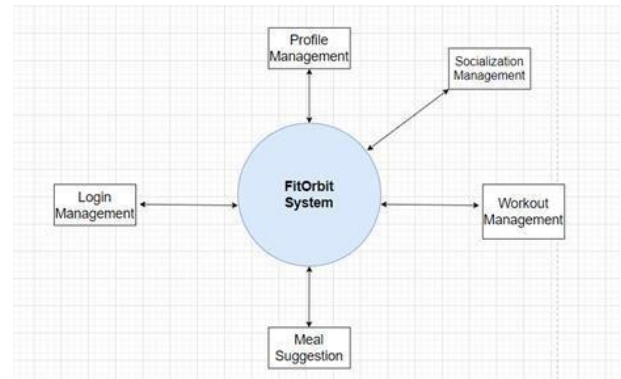 Profile
Management
Socialization
Management
FitOrbit
System
Login
Management
Workout
Management
Meal
Suggestion